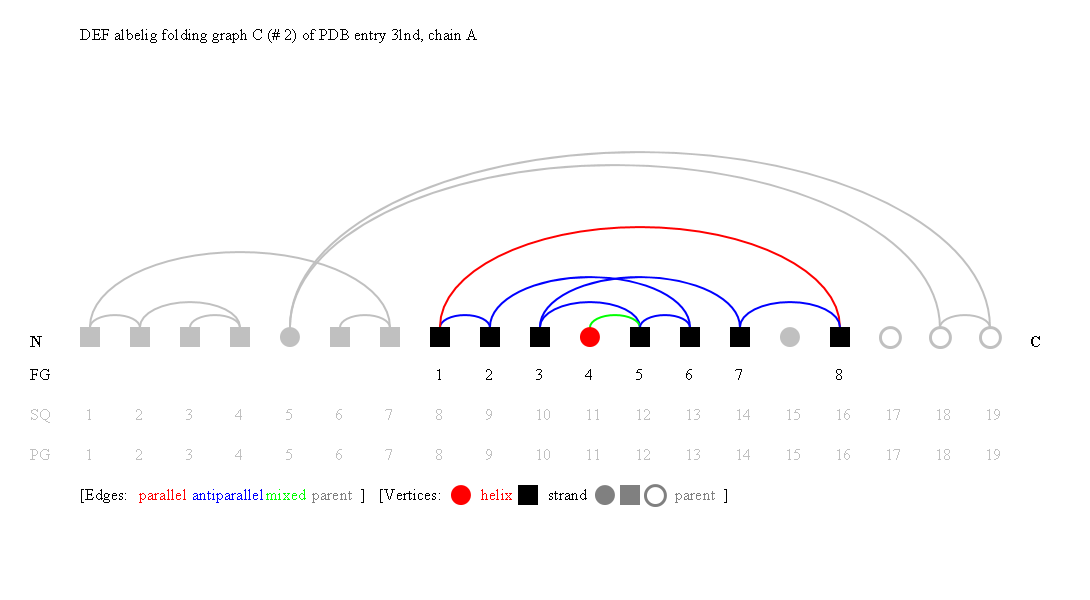 DEF albelig folding graph C (# 2) of PDB entry 3lnd, chain A
N C
FG 1 2 3 4 5 6 7 8
SQ 1 2 3 4 5 6 7 8 9 10 11 12 13 14 15 16 17 18 19
PG 1 2 3 4 5 6 7 8 9 10 11 12 13 14 15 16 17 18 19
[Edges: parallel antiparallel mixed parent ] [Vertices: helix strand parent ]